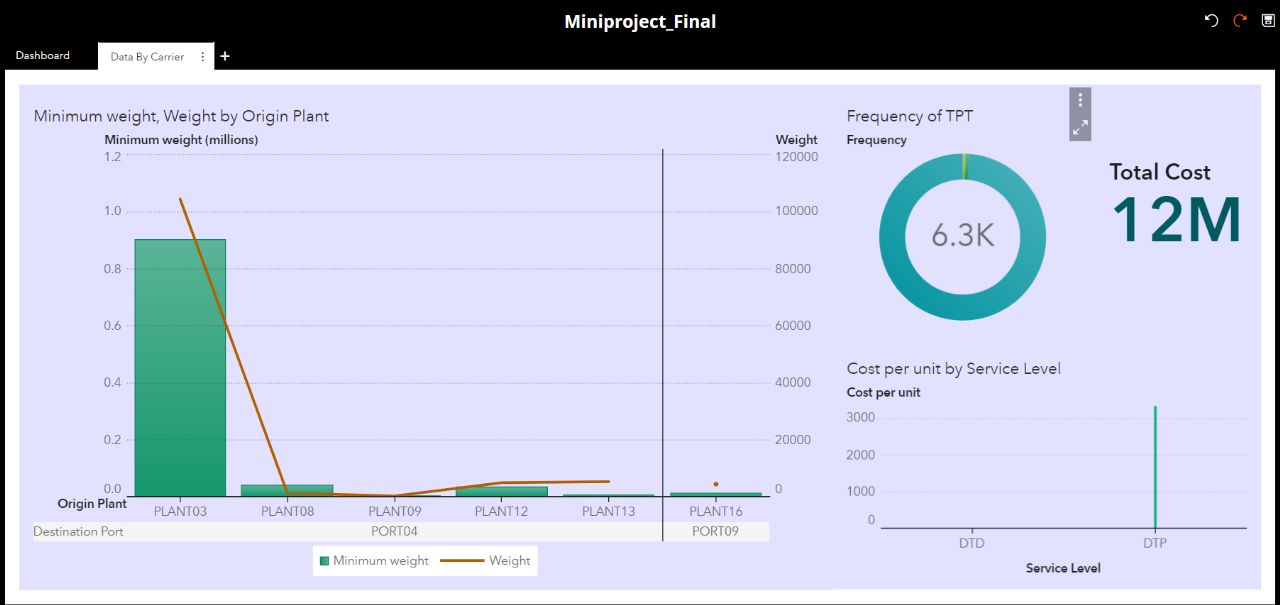 Miniproject_Final
Dashboard
Data By Carrier
+
Minimum weight, Weight by Origin Plant
Minimum weight (millions)
Weight
1.2
1.0
0.8
0.6
0.4
0.2
0.0
120000
100000
80000
60000
40000
20000
0
Origin Plant
PLANT03 PLANT08 PLANT09 PLANT12 PLANT13 PLANT16
Destination Port PORT04 PORT09
Minimum weight Weight
Frequency of TPT
Frequency
6.3K
Total Cost
12M
Cost per unit by Service Level
Cost per unit
3000
2000
1000
0
DTD DTP
Service Level